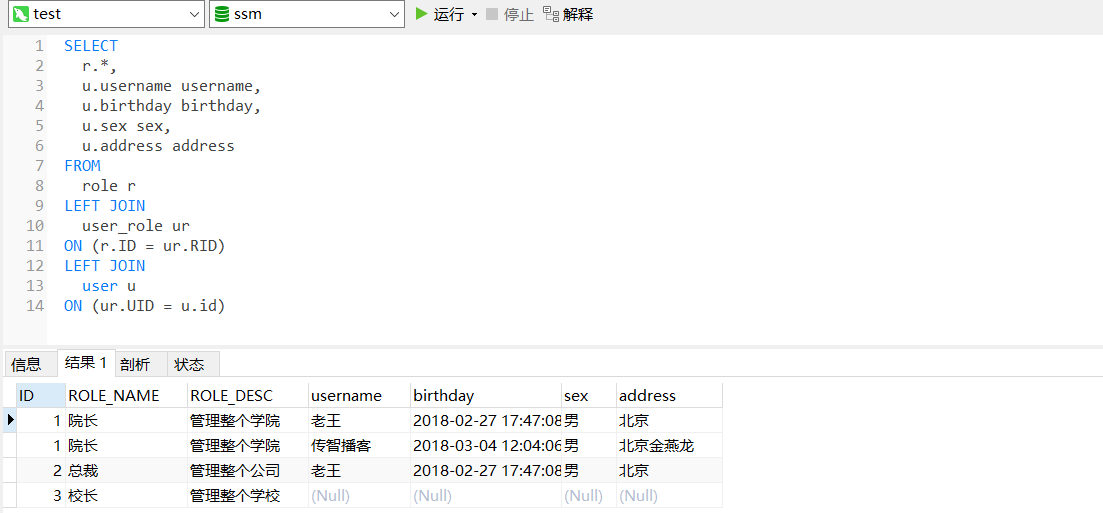 test ssm 运行 停止 解释
1 SELECT
2 r.*,
3 u.username username,
4 u.birthday birthday,
5 u.sex sex,
6 u.address address
7 FROM
8 role r
9 LEFT JOIN
10 user_role ur
11 ON (r.ID = ur.RID)
12 LEFT JOIN
13 user u
14 ON (ur.UID = u.id)
信息 结果 1 剖析 状态
ID ROLE_NAME ROLE_DESC username birthday sex address
1 院长 管理整个学院 老王 2018-02-27 17:47:08 男 北京
1 院长 管理整个学院 传智播客 2018-03-04 12:04:06 男 北京金燕龙
2 总裁 管理整个公司 老王 2018-02-27 17:47:08 男 北京
3 校长 管理整个学校 (Null) (Null) (Null) (Null)